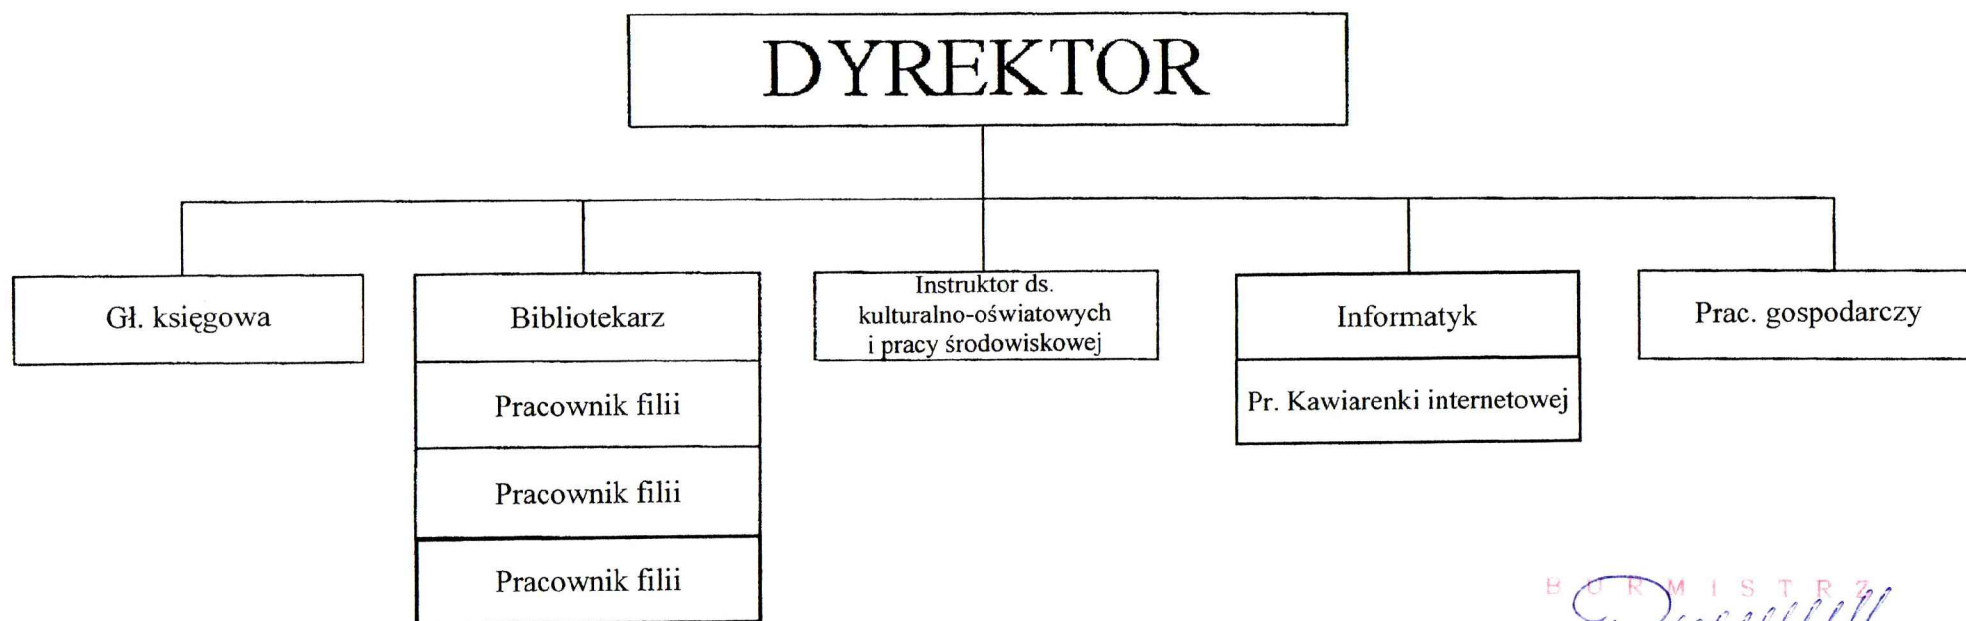 DYREKTOR
Gł. księgowa
Bibliotekarz
Pracownik filii
Pracownik filii
Pracownik filii
Instruktor ds.
kulturalno-oświatowych
i pracy środowiskowej
Informatyk
Pr. Kawiarenki internetowej
Prac. gospodarczy
BURMISTRZ